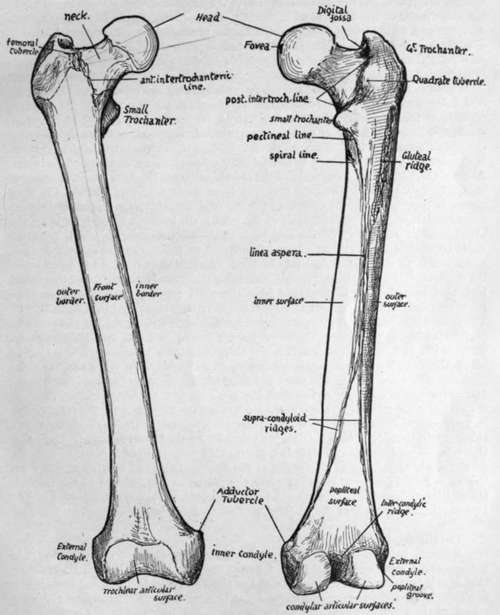 Digital
fossa
neck.
Head
femoral
tubercle
Fovea
Gt. Trochanter.
ant. intertrochanteric
line.
Quadrate tubercle.
post. intertroch. line
Small
Trochanter.
small trochanter
pectineal line
spiral line.
Gluteal
ridge.
linea aspera.
outer
border.
Front
surface
inner
border
inner surface
outer
surface.
supra-condyloid
ridges.
Adductor
Tubercle
popliteal
surface
Inter-condylic
ridge.
External
Condyle.
inner Condyle.
External
Condyle.
Trochlear articular
surface.
popliteal
groove.
condylar articular surfaces.